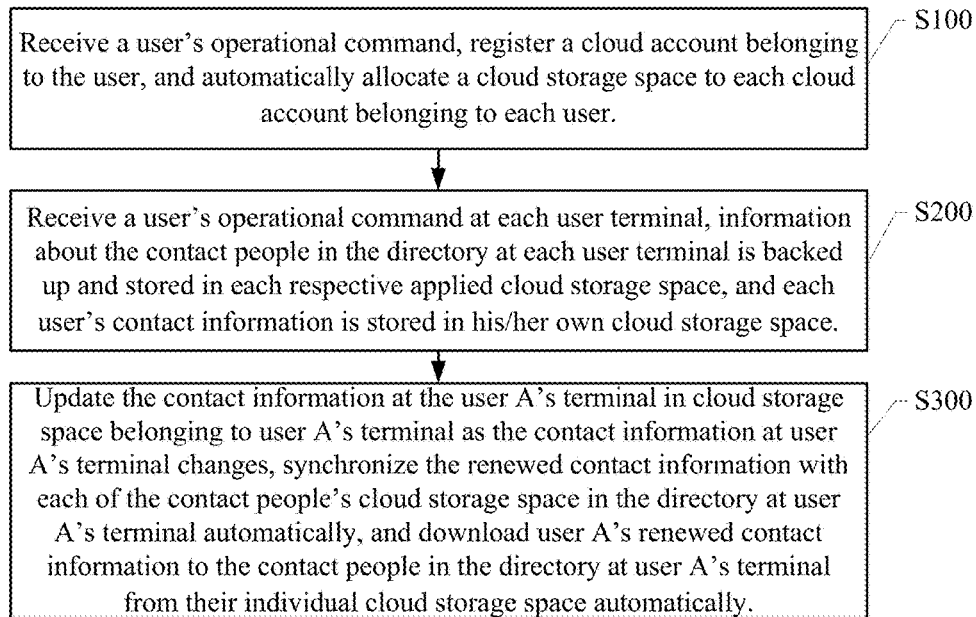 S100
Receive a user's operational command, register a cloud account belonging
to the user, and automatically allocate a cloud storage space to each cloud
account belonging to each user.
S200
Receive a user's operational command at each user terminal, information
about the contact people in the directory at each user terminal is backed
up and stored in each respective applied cloud storage space, and each
user's contact information is stored in his/her own cloud storage space.
S300
Update the contact information at the user A's terminal in cloud storage
space belonging to user A's terminal as the contact information at user
A's terminal changes, synchronize the renewed contact information with
each of the contact people's cloud storage space in the directory at user
A's terminal automatically, and download user A's renewed contact
information to the contact people in the directory at user A's terminal
from their individual cloud storage space automatically.